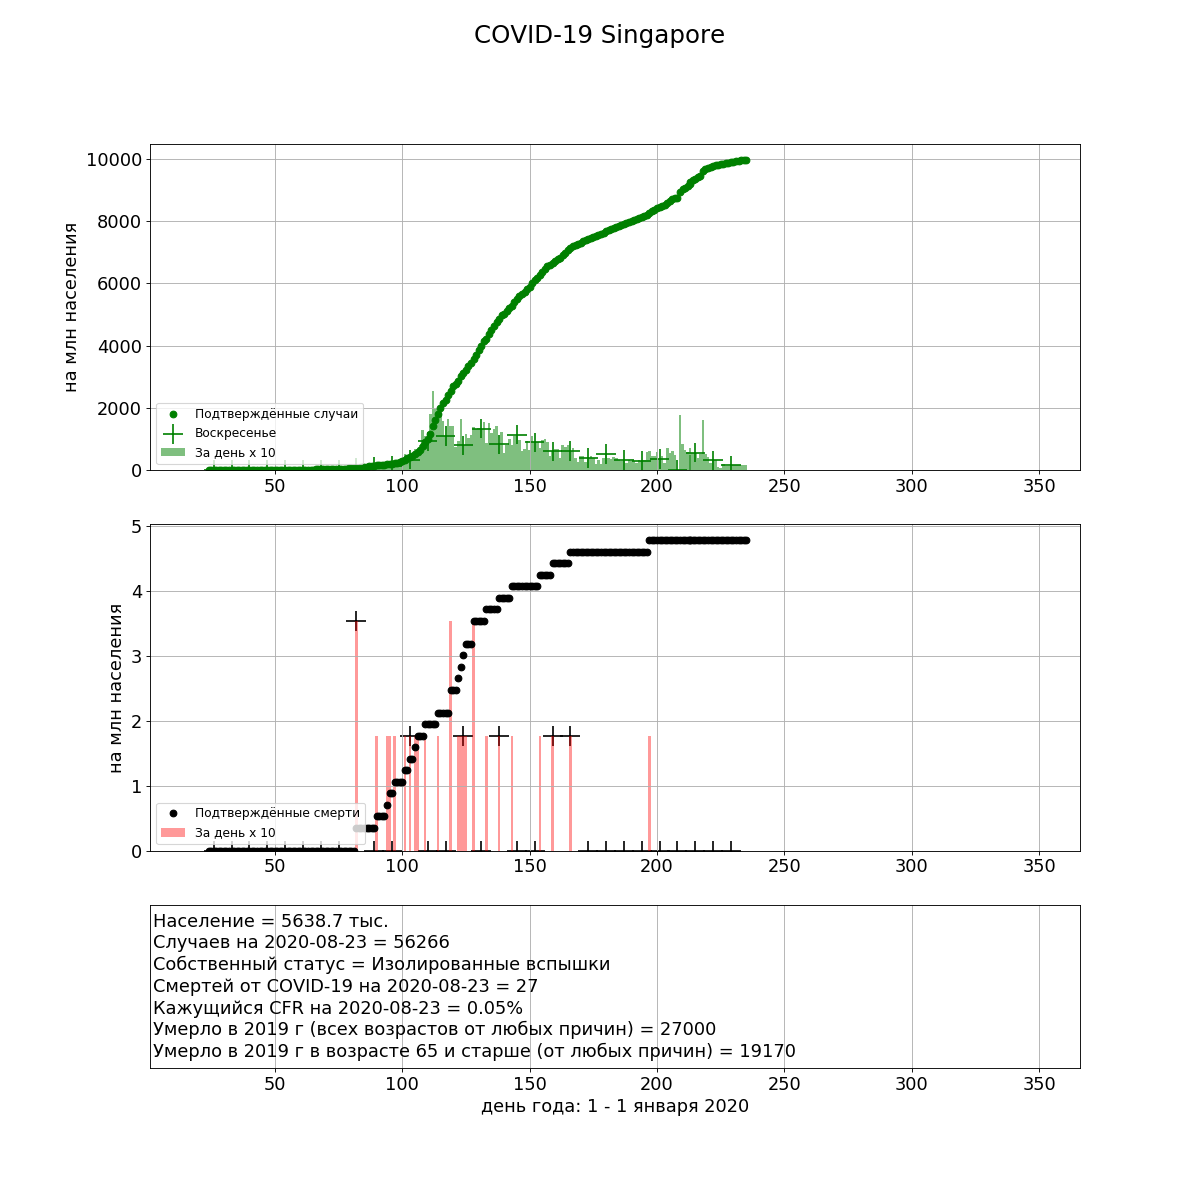 COVID-19 Singapore
10000
8000
6000
4000
2000
0
на млн населения
Подтверждённые случаи
Воскресенье
За день x 10
50 100 150 200 250 300 350
5
4
3
2
1
0
на млн населения
Подтверждённые смерти
За день x 10
50 100 150 200 250 300 350
Население = 5638.7 тыс.
Случаев на 2020-08-23 = 56266
Собственный статус = Изолированные вспышки
Смертей от COVID-19 на 2020-08-23 = 27
Кажущийся CFR на 2020-08-23 = 0.05%
Умерло в 2019 г (всех возрастов от любых причин) = 27000
Умерло в 2019 г в возрасте 65 и старше (от любых причин) = 19170
50 100 150 200 250 300 350
день года: 1 - 1 января 2020